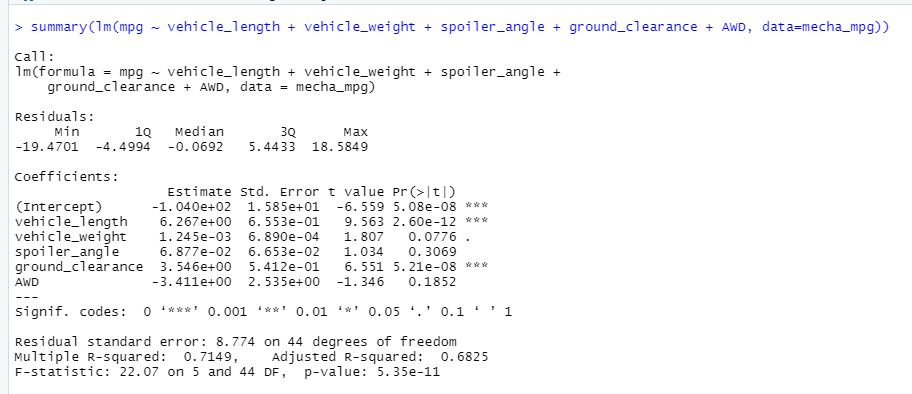 > summary(lm(mpg ~ vehicle_length + vehicle_weight + spoiler_angle + ground_clearance + AWD, data=mecha_mpg))
Call:
lm(formula = mpg ~ vehicle_length + vehicle_weight + spoiler_angle +
    ground_clearance + AWD, data = mecha_mpg)
Residuals:
     Min       1Q   Median       3Q      Max
-19.4701  -4.4994  -0.0692   5.4433  18.5849
Coefficients:
                   Estimate Std. Error t value Pr(>|t|)
(Intercept)      -1.040e+02  1.585e+01  -6.559 5.08e-08 ***
vehicle_length    6.267e+00  6.553e-01   9.563 2.60e-12 ***
vehicle_weight    1.245e-03  6.890e-04   1.807   0.0776 .
spoiler_angle     6.877e-02  6.653e-02   1.034   0.3069
ground_clearance  3.546e+00  5.412e-01   6.551 5.21e-08 ***
AWD              -3.411e+00  2.535e+00  -1.346   0.1852
---
Signif. codes:  0 ‘***’ 0.001 ‘**’ 0.01 ‘*’ 0.05 ‘.’ 0.1 ‘ ’ 1
Residual standard error: 8.774 on 44 degrees of freedom
Multiple R-squared:  0.7149,    Adjusted R-squared:  0.6825
F-statistic: 22.07 on 5 and 44 DF,  p-value: 5.35e-11